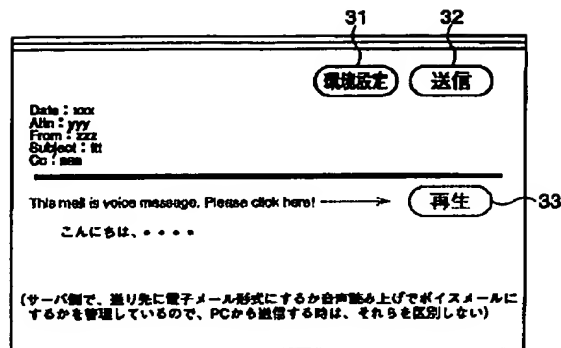 31
32
環境設定
送信
Date : xxx
Attn : yyy
From : zzz
Subject : ttt
Cc : aaa
This mail is voice message. Please click here!
再生
33
こんにちは、・・・・
(サーバ側で、送り先に電子メール形式にするか音声読み上げでボイスメールに
するかを管理しているので、PCから送信する時は、それらを区別しない)